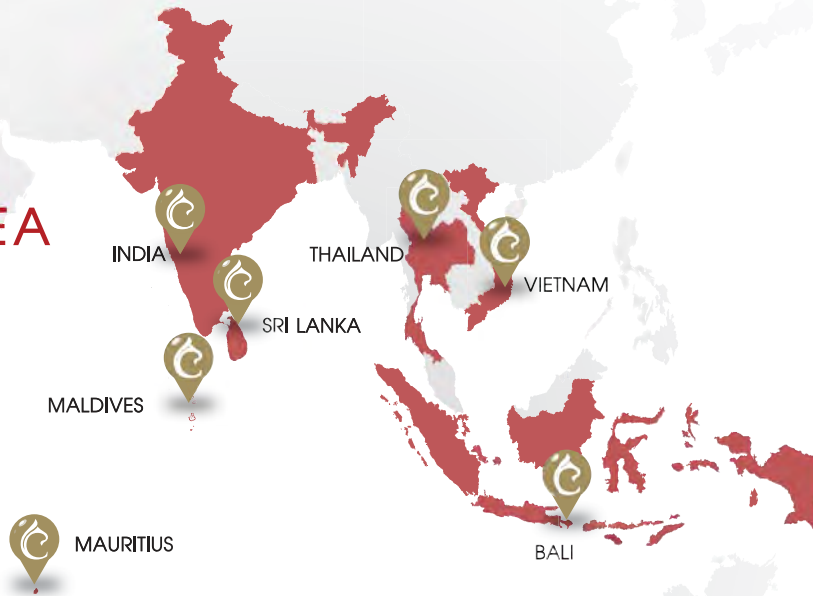 EA
INDIA
THAILAND
VIETNAM
SRI LANKA
MALDIVES
MAURITIUS
BALI